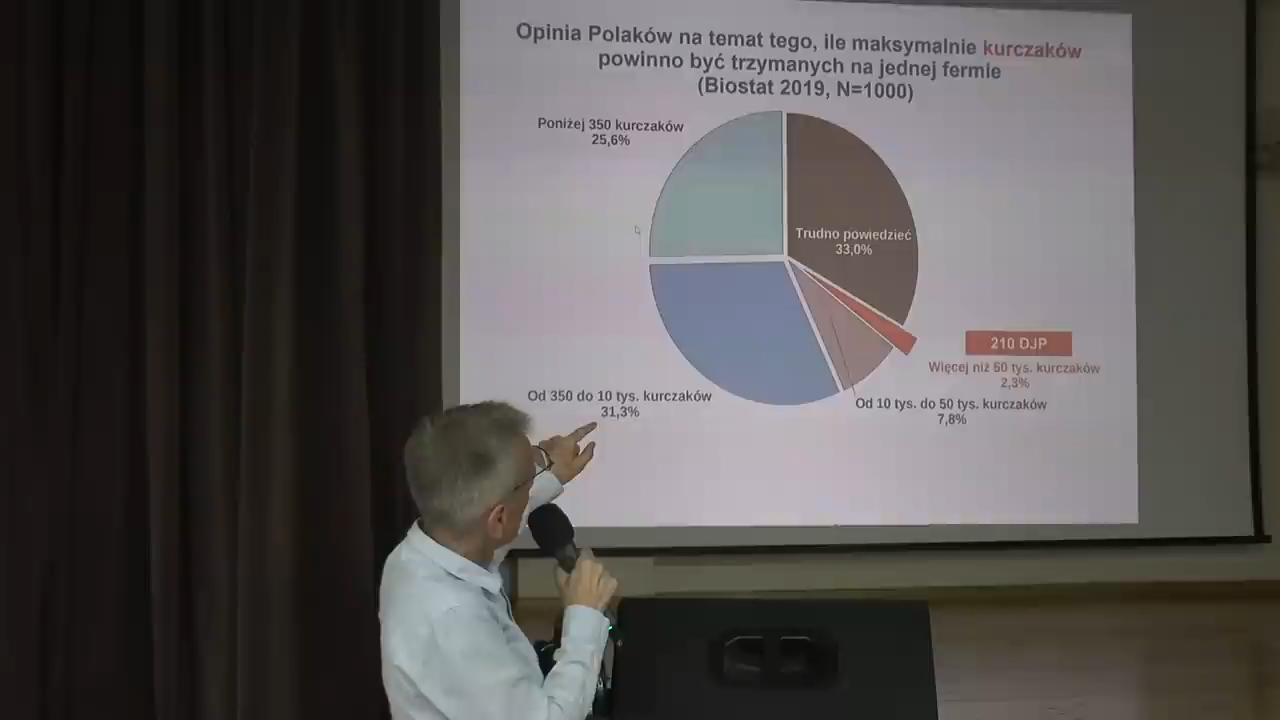 Opinia Polaków na temat tego, ile maksymalnie kurczaków
powinno być trzymanych na jednej fermie
(Biostat 2019, N=1000)
Poniżej 350 kurczaków
25,6%
Trudno powiedzieć
33,0%
210 DJP
Więcej niż 50 tys. kurczaków
2,3%
Od 350 do 10 tys. kurczaków
31,3%
Od 10 tys. do 50 tys. kurczaków
7,8%